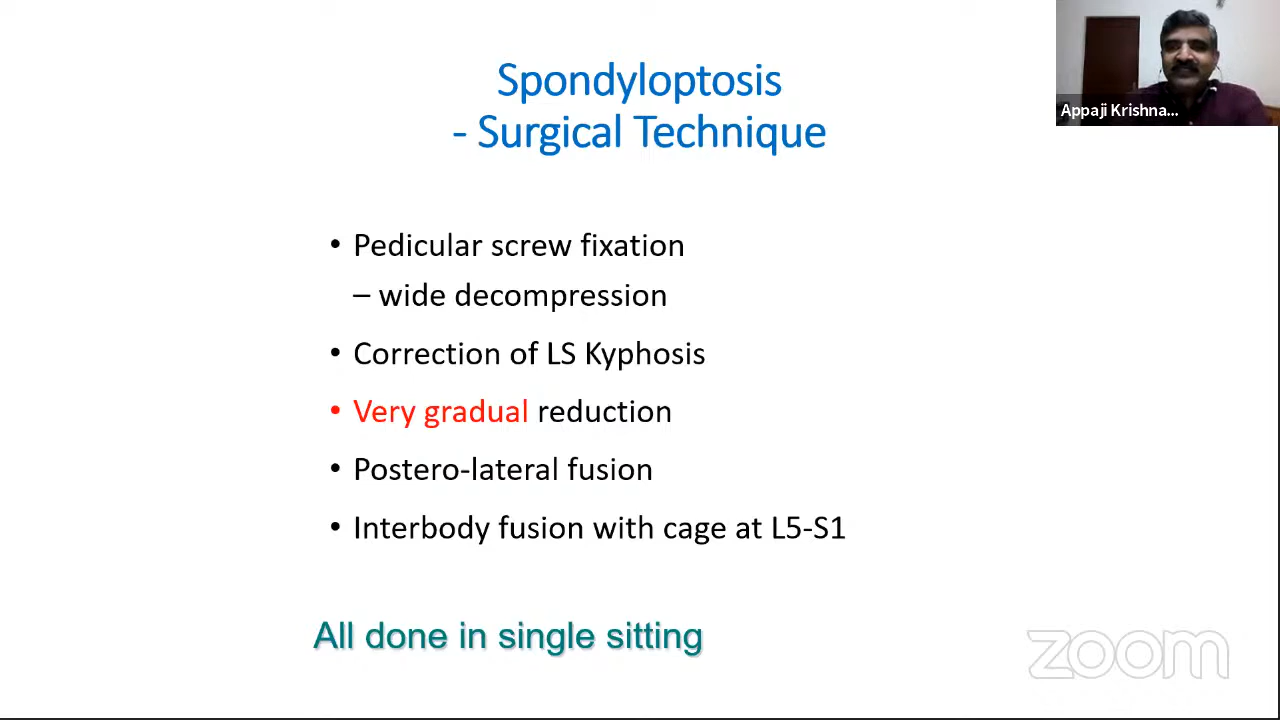 Spondyloptosis
- Surgical Technique
Appaji Krishna...
• Pedicular screw fixation
– wide decompression
• Correction of LS Kyphosis
• Very gradual reduction
• Postero-lateral fusion
• Interbody fusion with cage at L5-S1
All done in single sitting
zoom